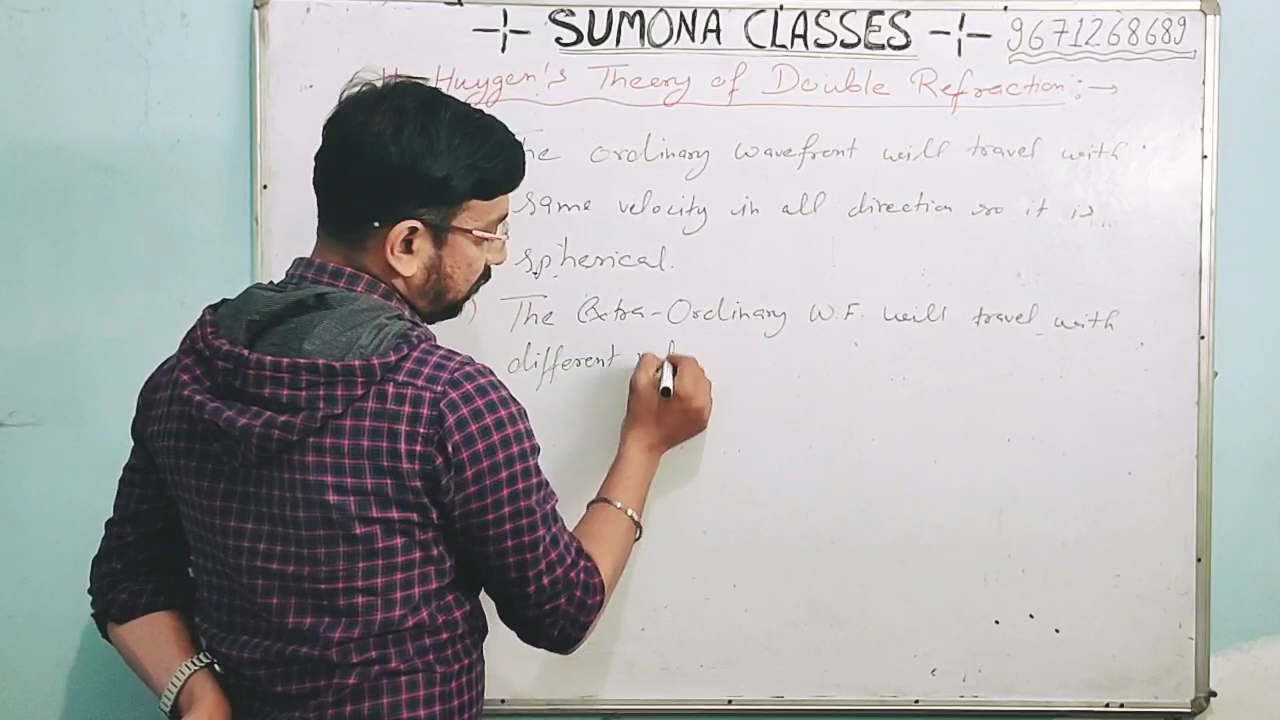 SUMONA CLASSES 9671268689
Huygen's Theory of Double Refraction :→
The ordinary wavefront will travel with
same velocity in all direction so it is
spherical.
) The Extra-Ordinary W.F. will travel with
different